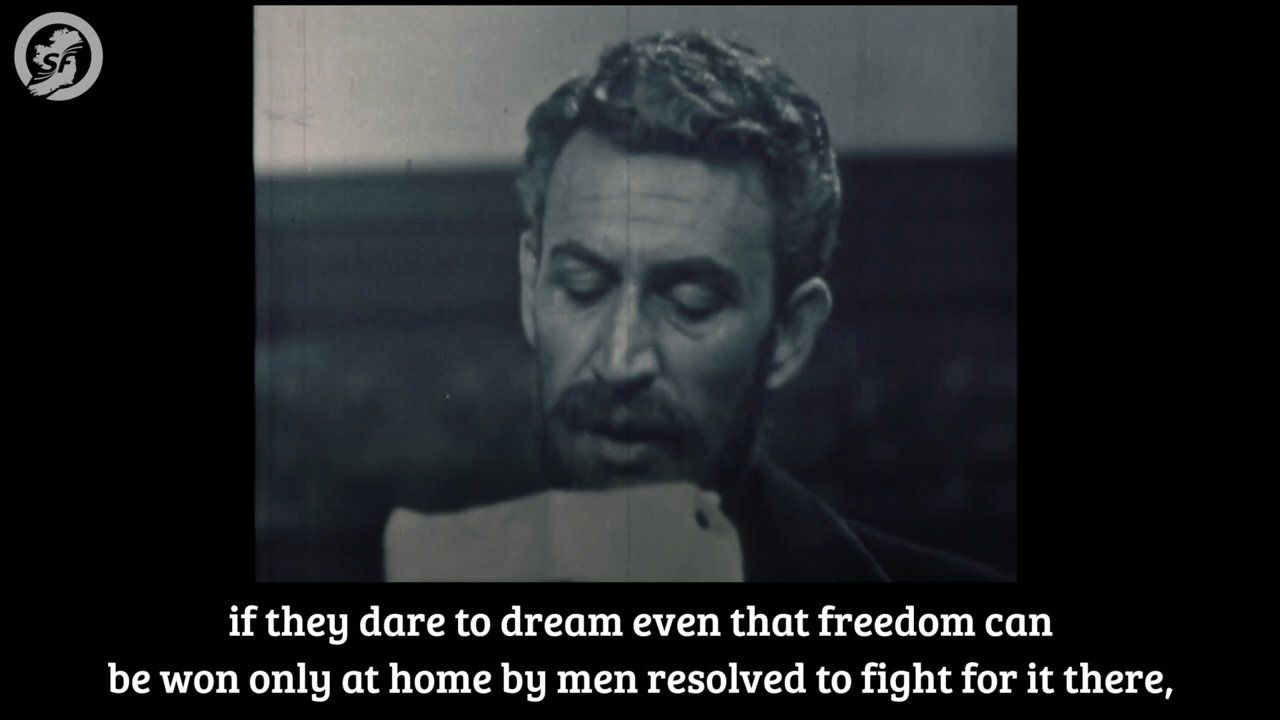 SF
if they dare to dream even that freedom can
be won only at home by men resolved to fight for it there,